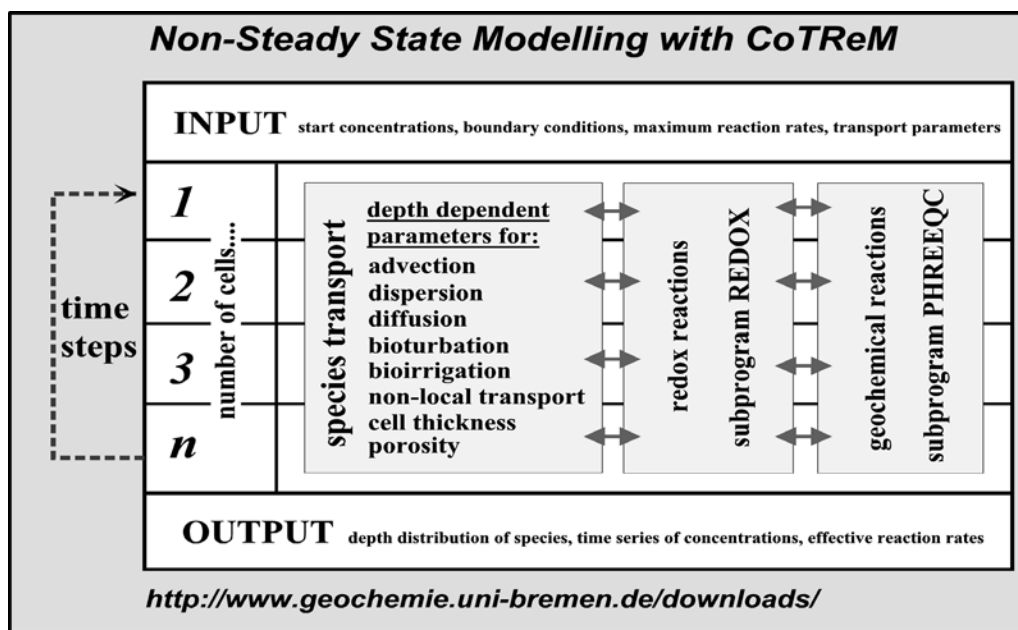 Non-Steady State Modelling with CoTReM
INPUT start concentrations, boundary conditions, maximum reaction rates, transport parameters
time
steps
1
2
3
n
number of cells....
species transport
depth dependent
parameters for:
advection
dispersion
diffusion
bioturbation
bioirrigation
non-local transport
cell thickness
porosity
redox reactions
subprogram REDOX
geochemical reactions
subprogram PHREEQC
OUTPUT depth distribution of species, time series of concentrations, effective reaction rates
http://www.geochemie.uni-bremen.de/downloads/